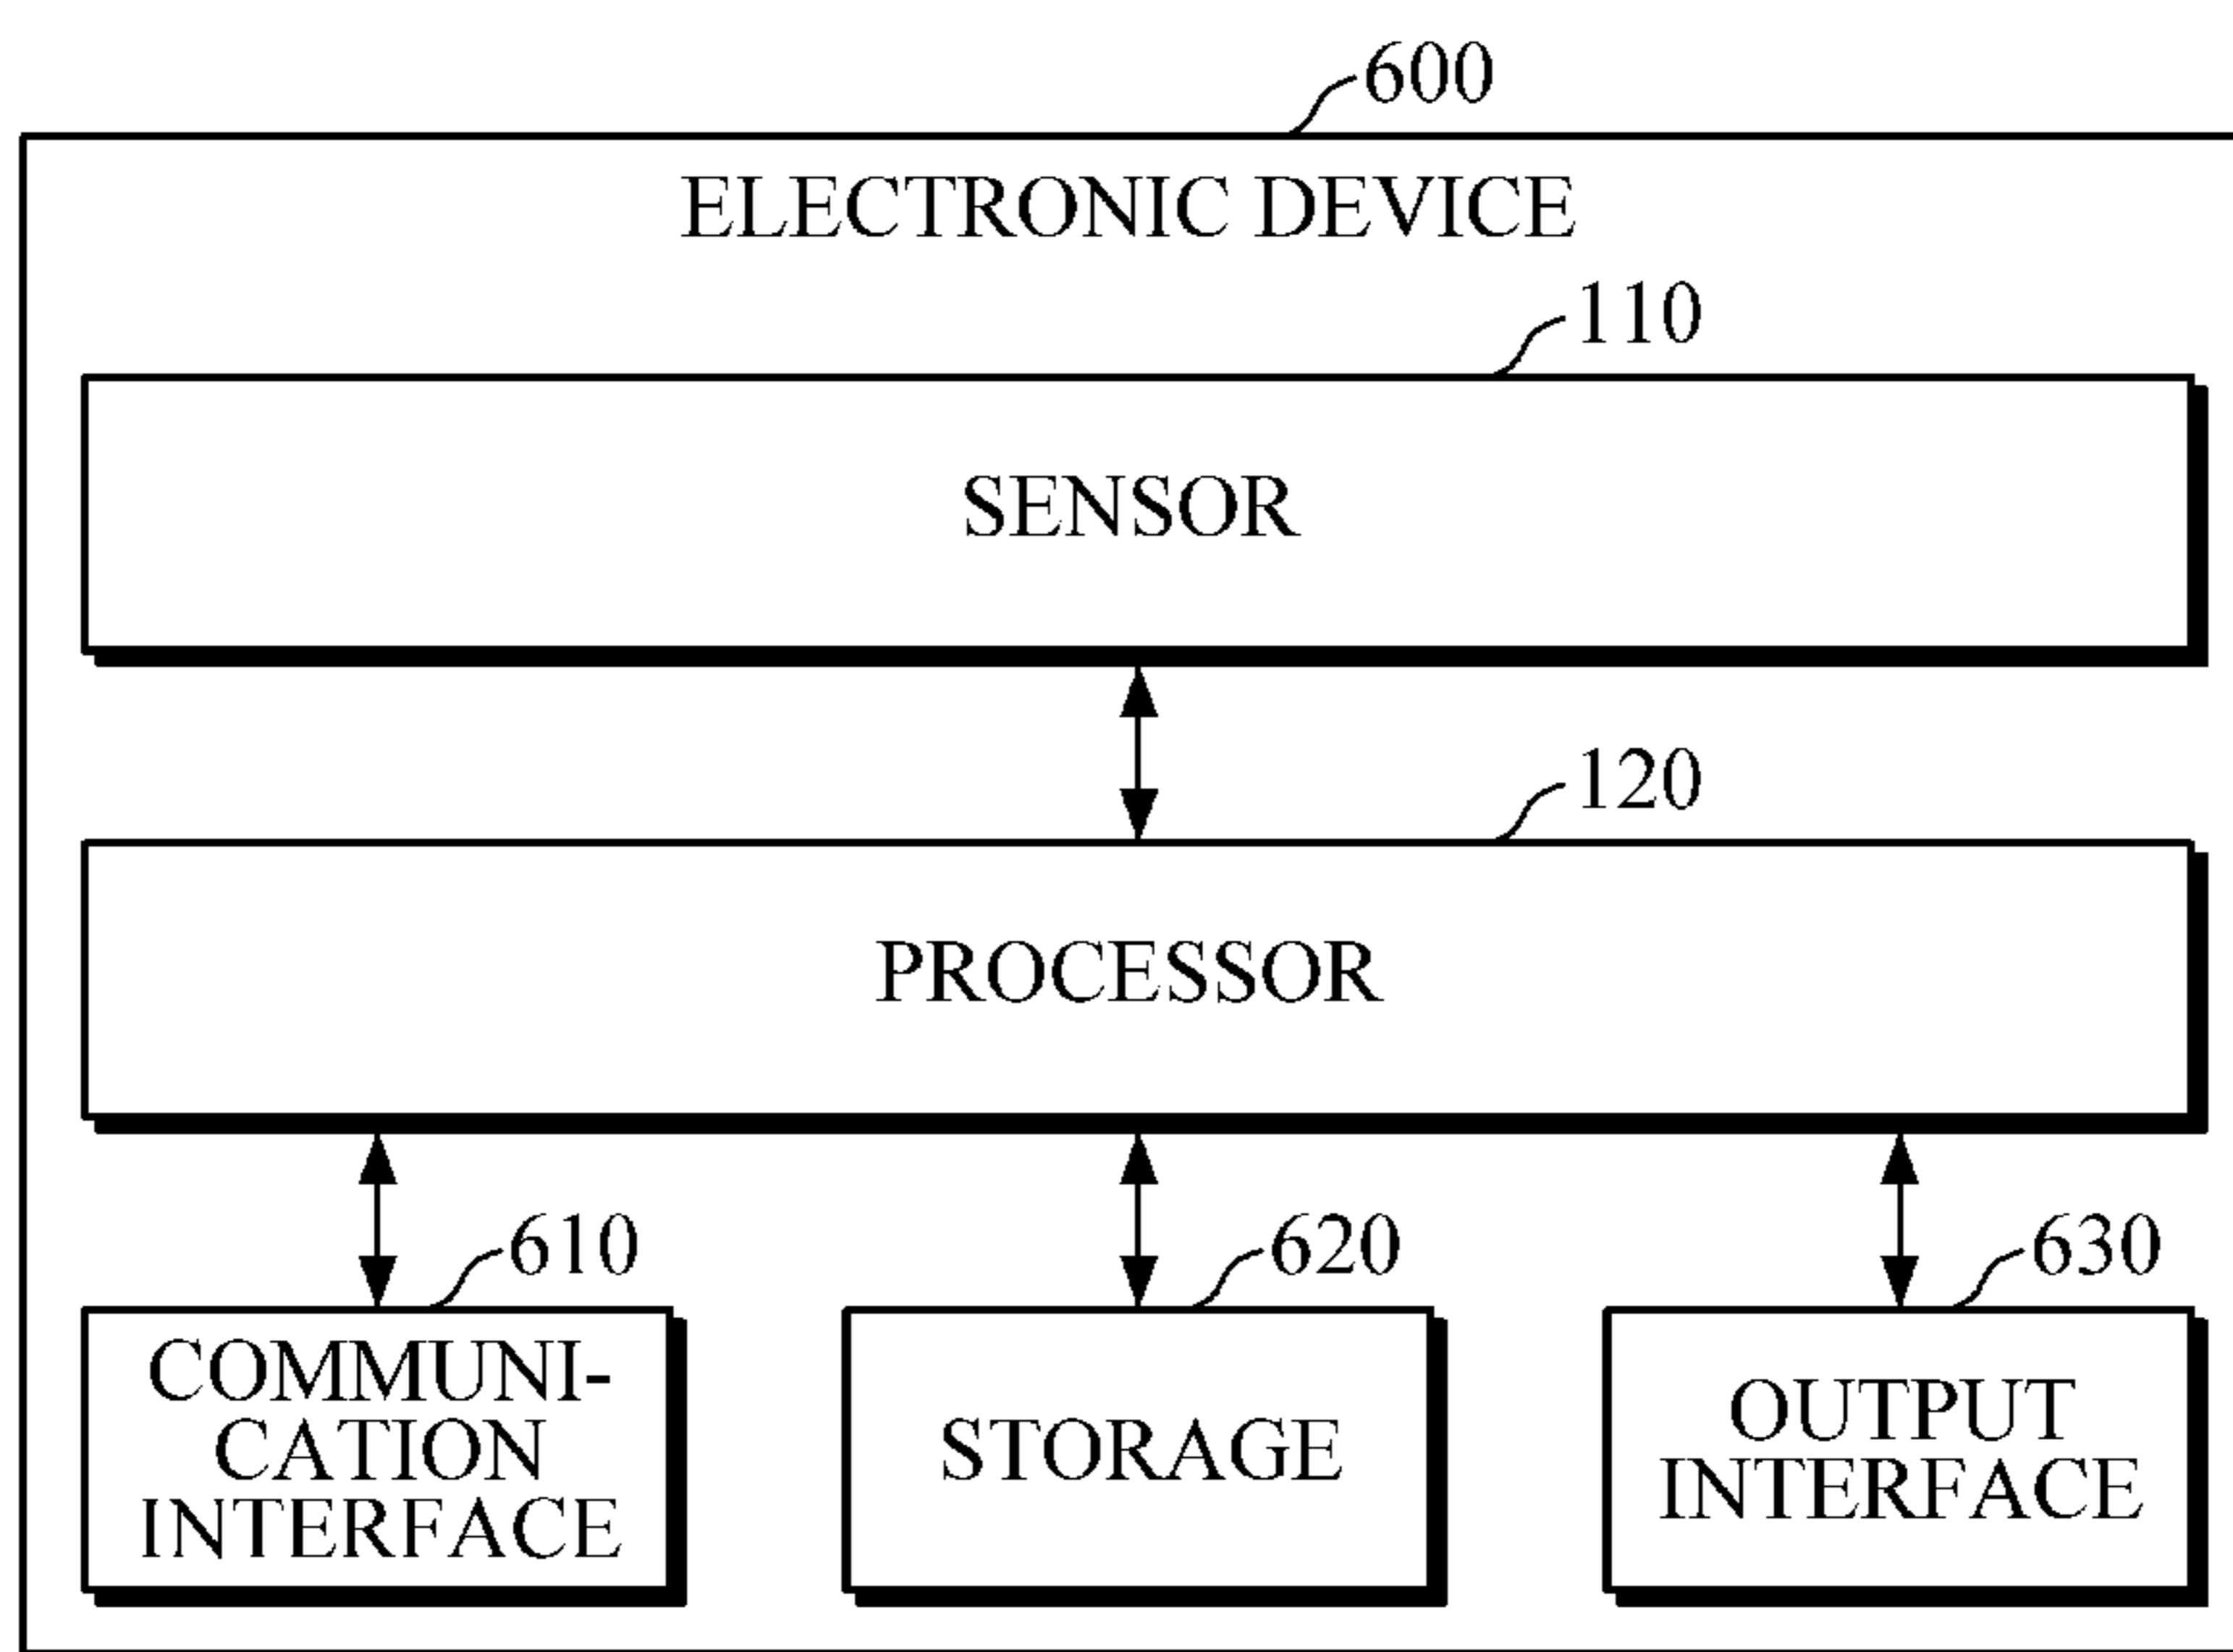 600
ELECTRONIC DEVICE
110
SENSOR
120
PROCESSOR
610
620
630
COMMUNI-
CATION
INTERFACE
STORAGE
OUTPUT
INTERFACE